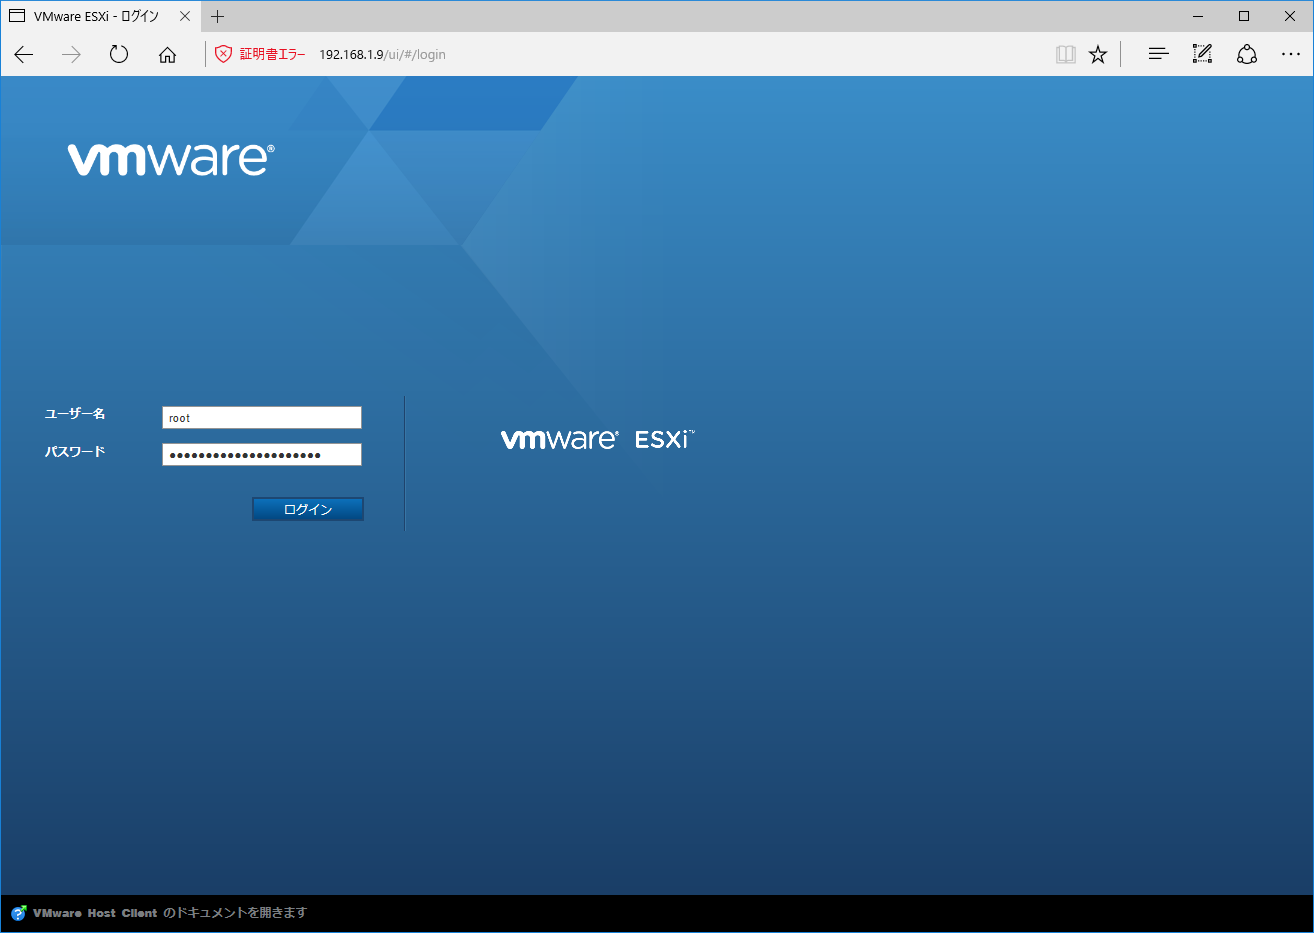 VMware ESXi - ログイン
証明書エラー 192.168.1.9/ui/#/login
vmware®
ユーザー名 root
パスワード ●●●●●●●●●●●●●●●●●●●●●
ログイン
vmware® ESXi™
VMware Host Client のドキュメントを開きます